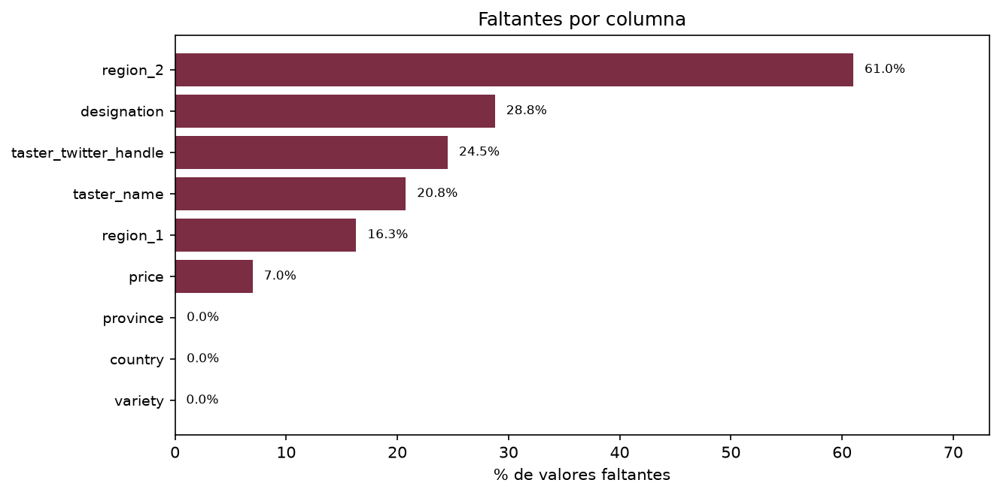 Faltantes por columna
region_2 61.0%
designation 28.8%
taster_twitter_handle 24.5%
taster_name 20.8%
region_1 16.3%
price 7.0%
province 0.0%
country 0.0%
variety 0.0%
0 10 20 30 40 50 60 70
% de valores faltantes